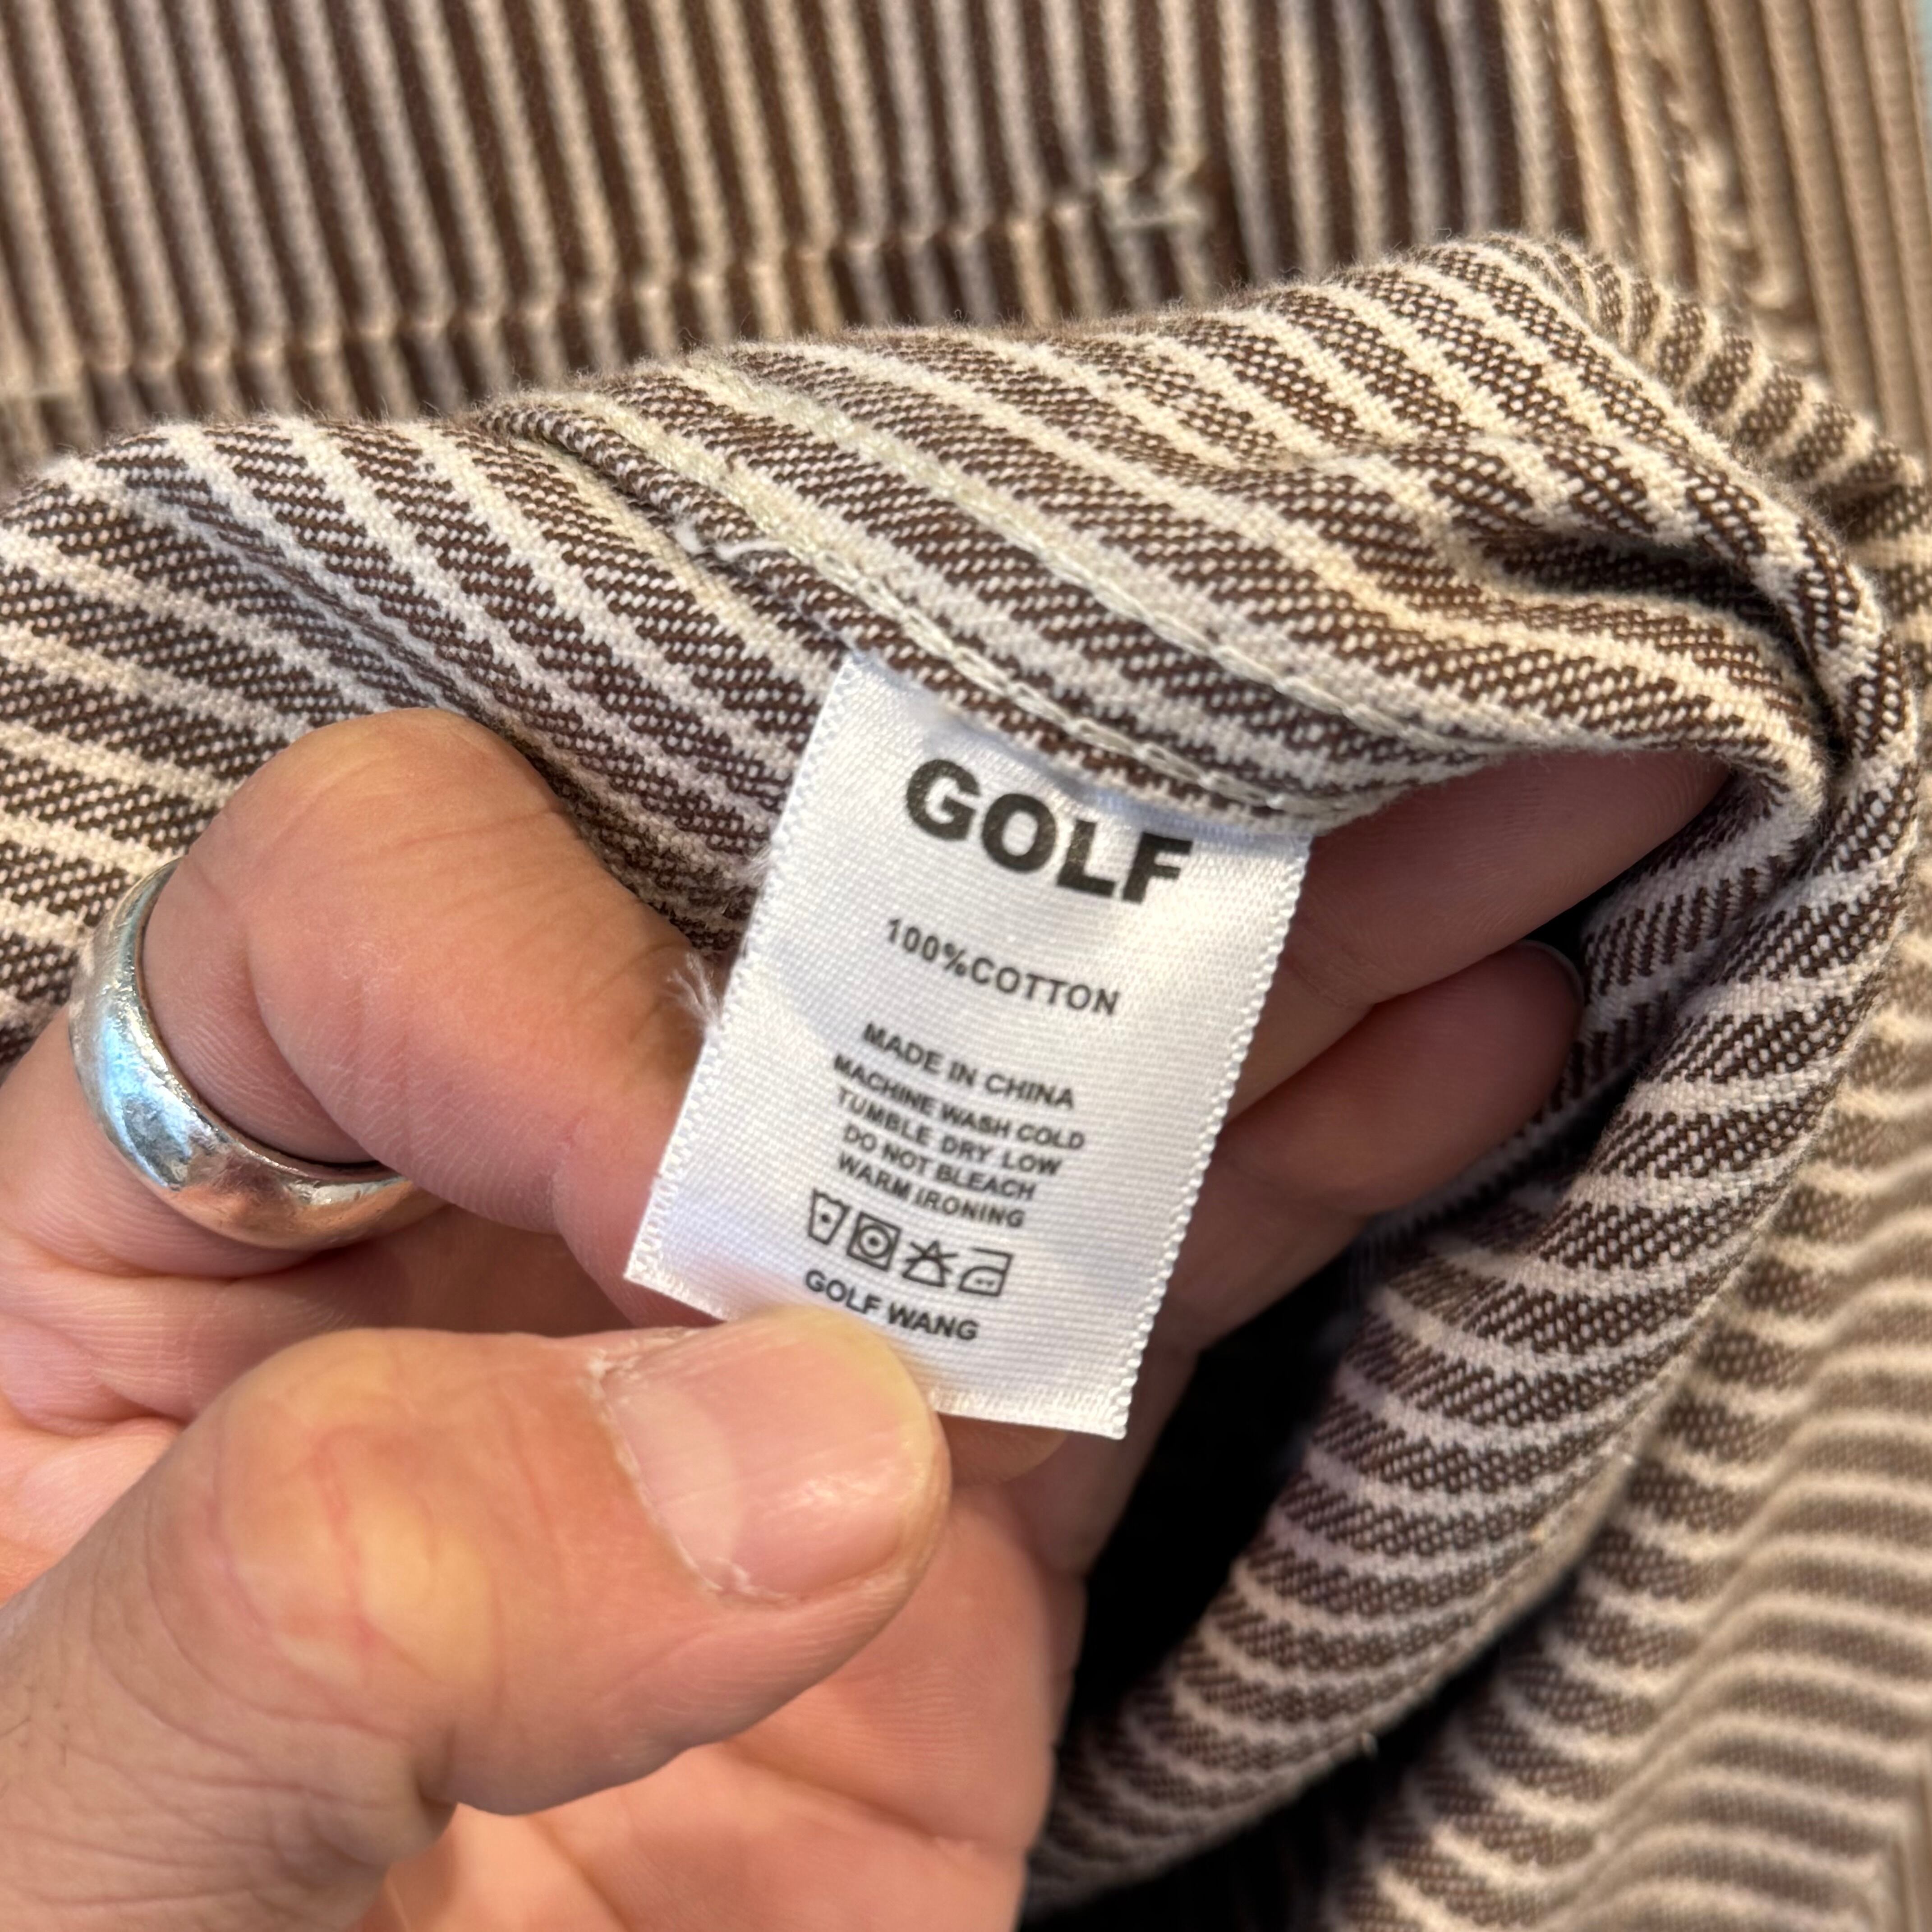 GOLF
100%COTTON
MADE IN CHINA
MACHINE WASH COLD
TUMBLE DRY LOW
DO NOT BLEACH
WARM IRONING
GOLF WANG